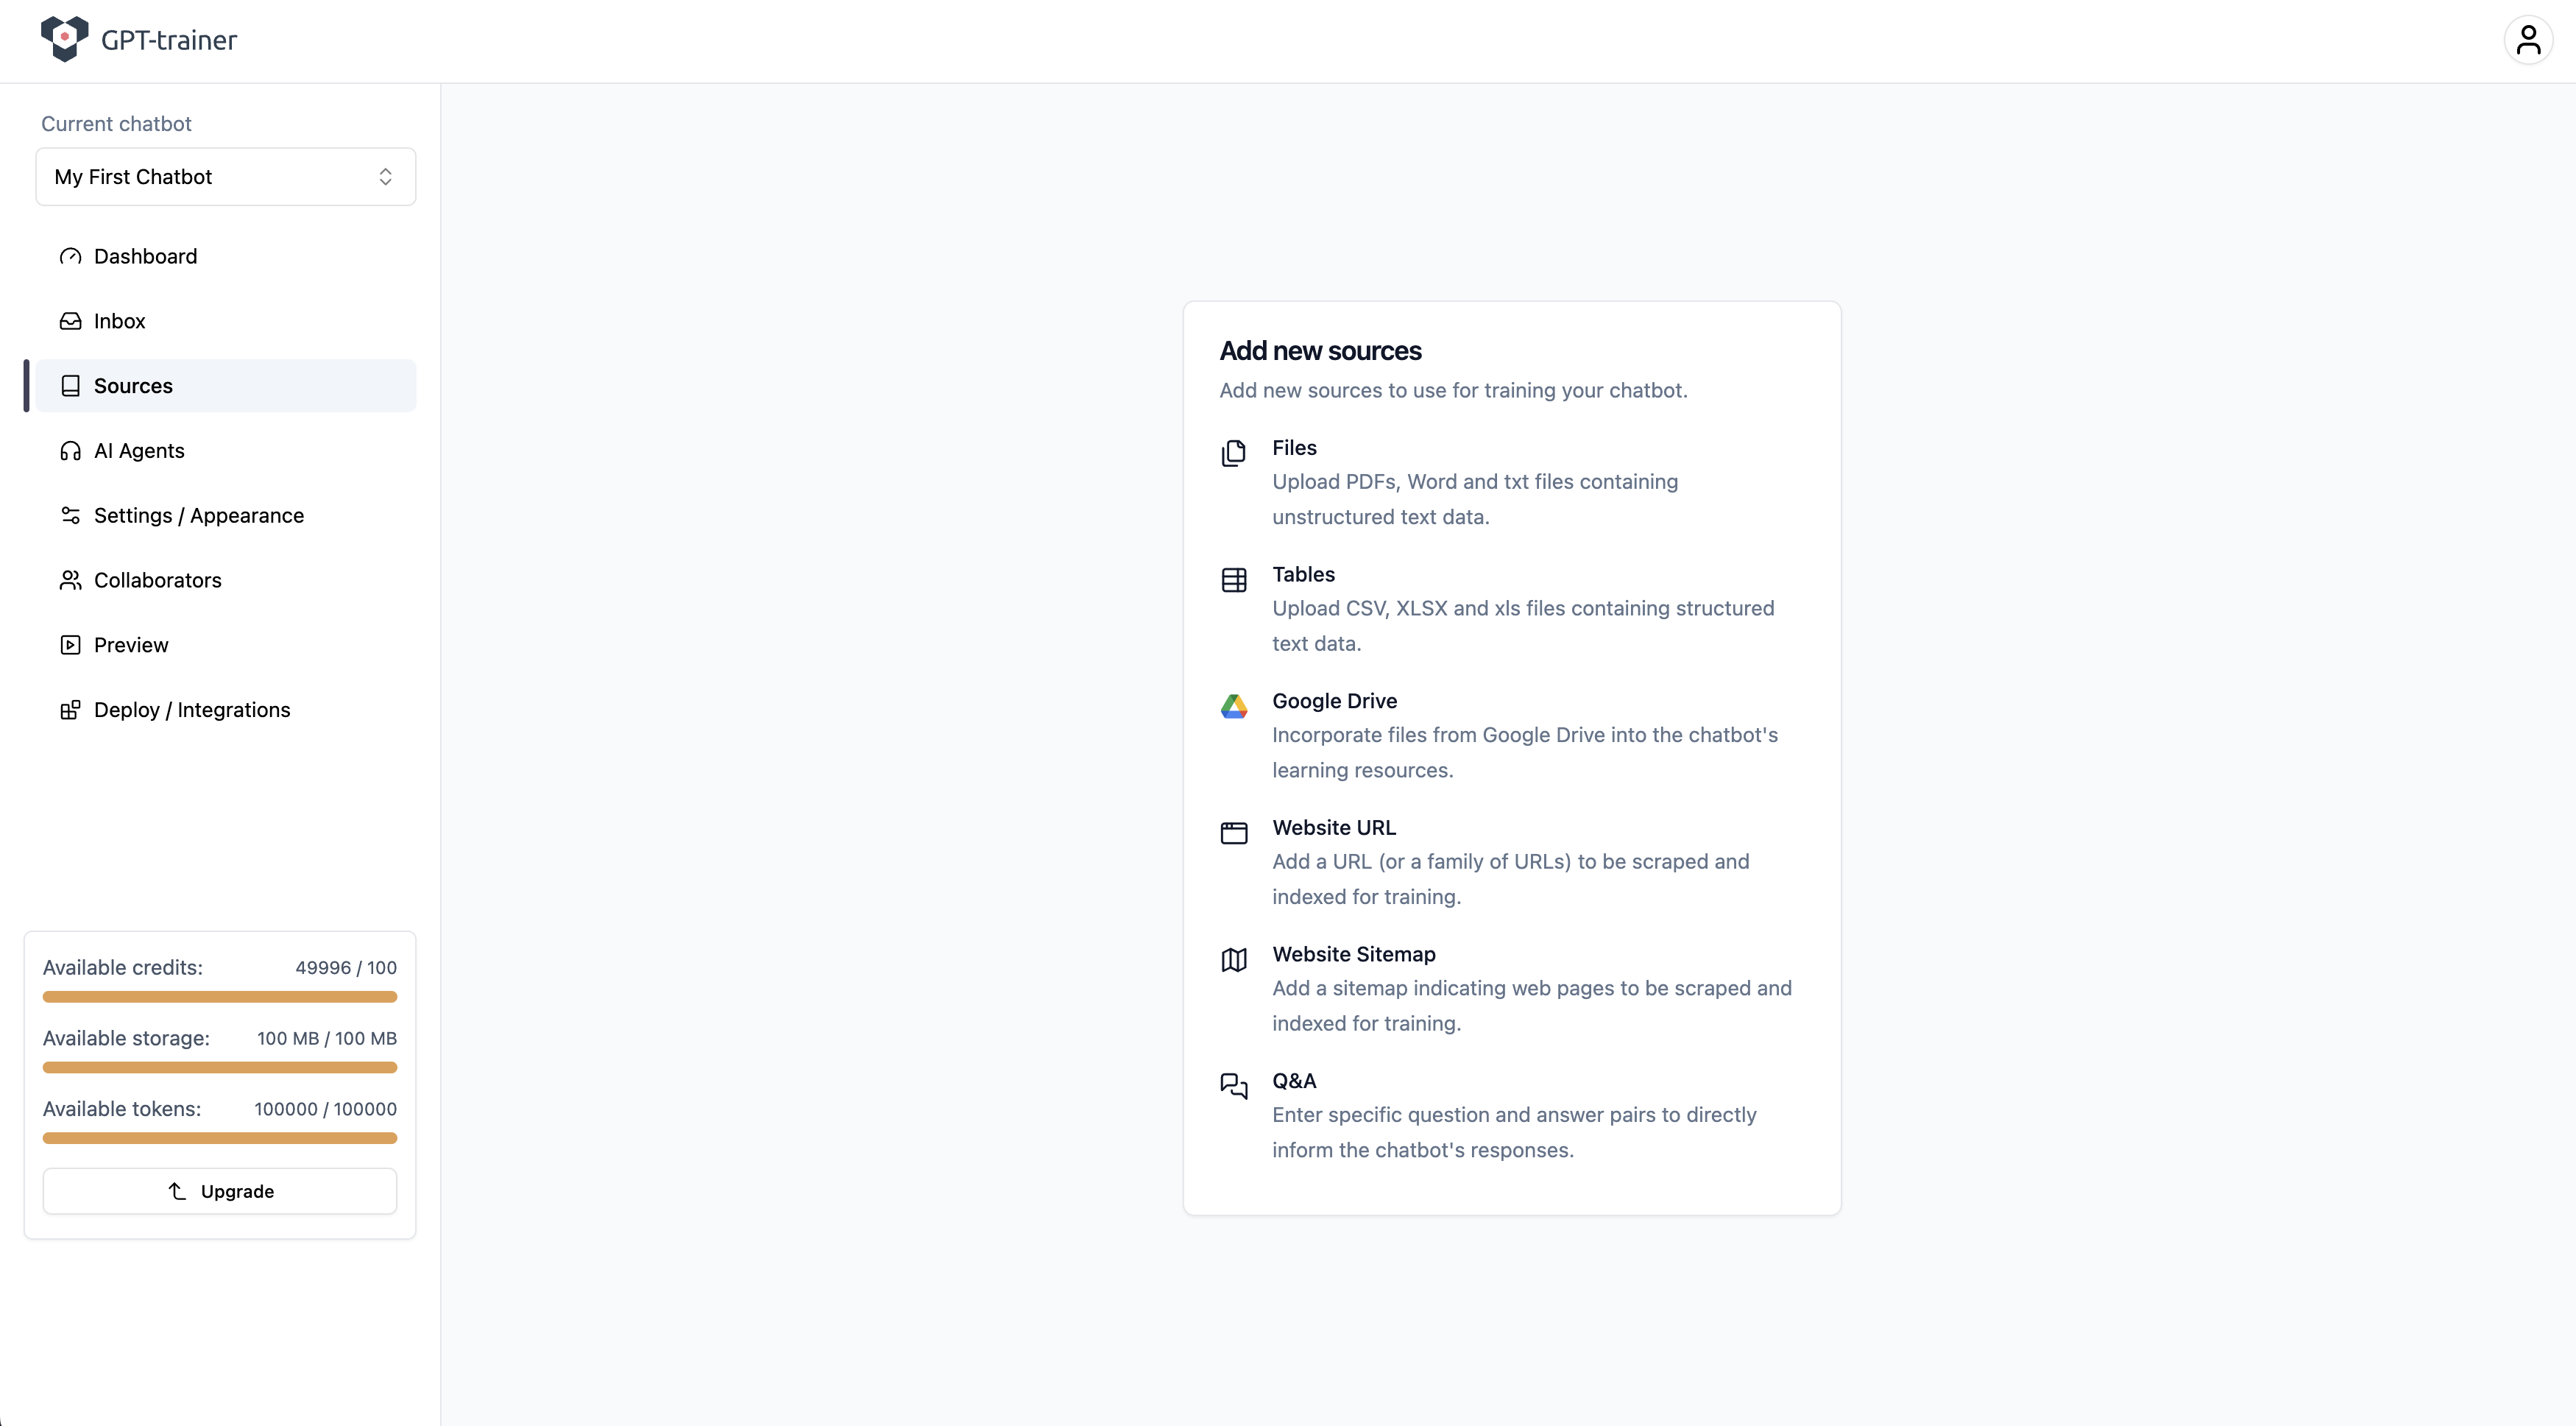 GPT-trainer
Current chatbot
My First Chatbot
Dashboard
Inbox
Sources
AI Agents
Settings / Appearance
Collaborators
Preview
Deploy / Integrations
Available credits: 49996 / 100
Available storage: 100 MB / 100 MB
Available tokens: 100000 / 100000
Upgrade
Add new sources
Add new sources to use for training your chatbot.
Files
Upload PDFs, Word and txt files containing
unstructured text data.
Tables
Upload CSV, XLSX and xls files containing structured
text data.
Google Drive
Incorporate files from Google Drive into the chatbot's
learning resources.
Website URL
Add a URL (or a family of URLs) to be scraped and
indexed for training.
Website Sitemap
Add a sitemap indicating web pages to be scraped and
indexed for training.
Q&A
Enter specific question and answer pairs to directly
inform the chatbot's responses.